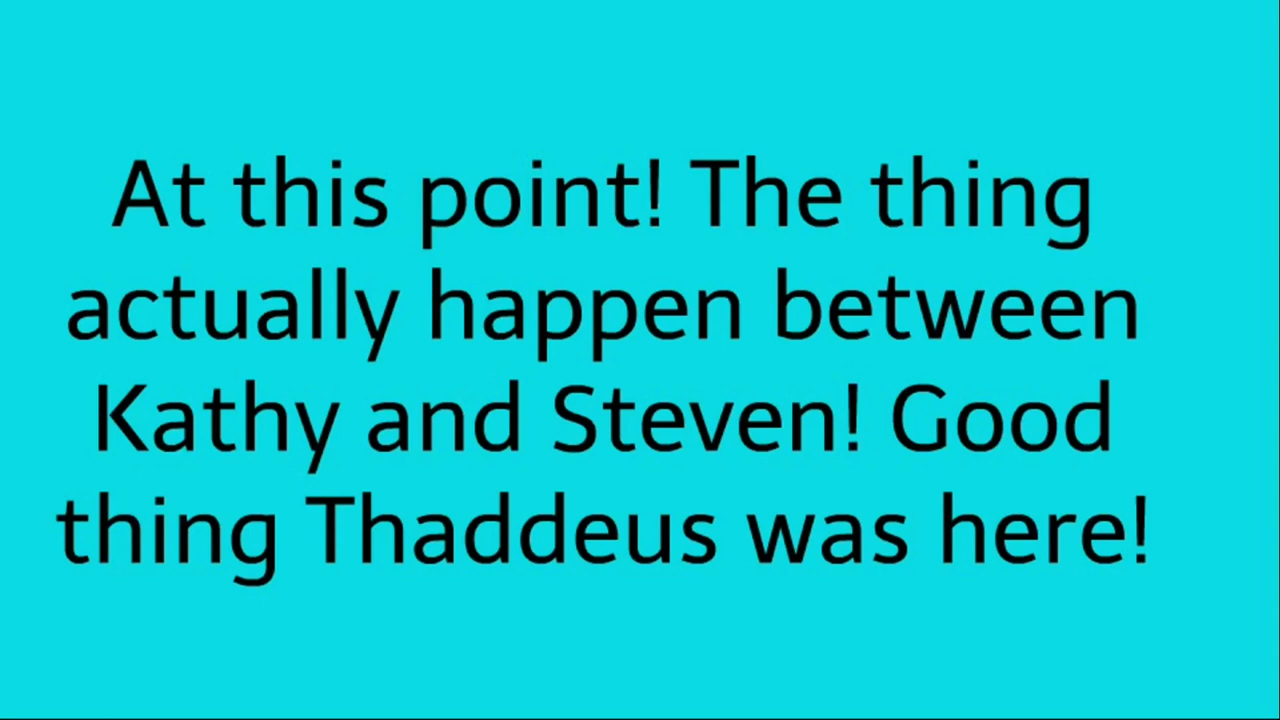 At this point! The thing
actually happen between
Kathy and Steven! Good
thing Thaddeus was here!